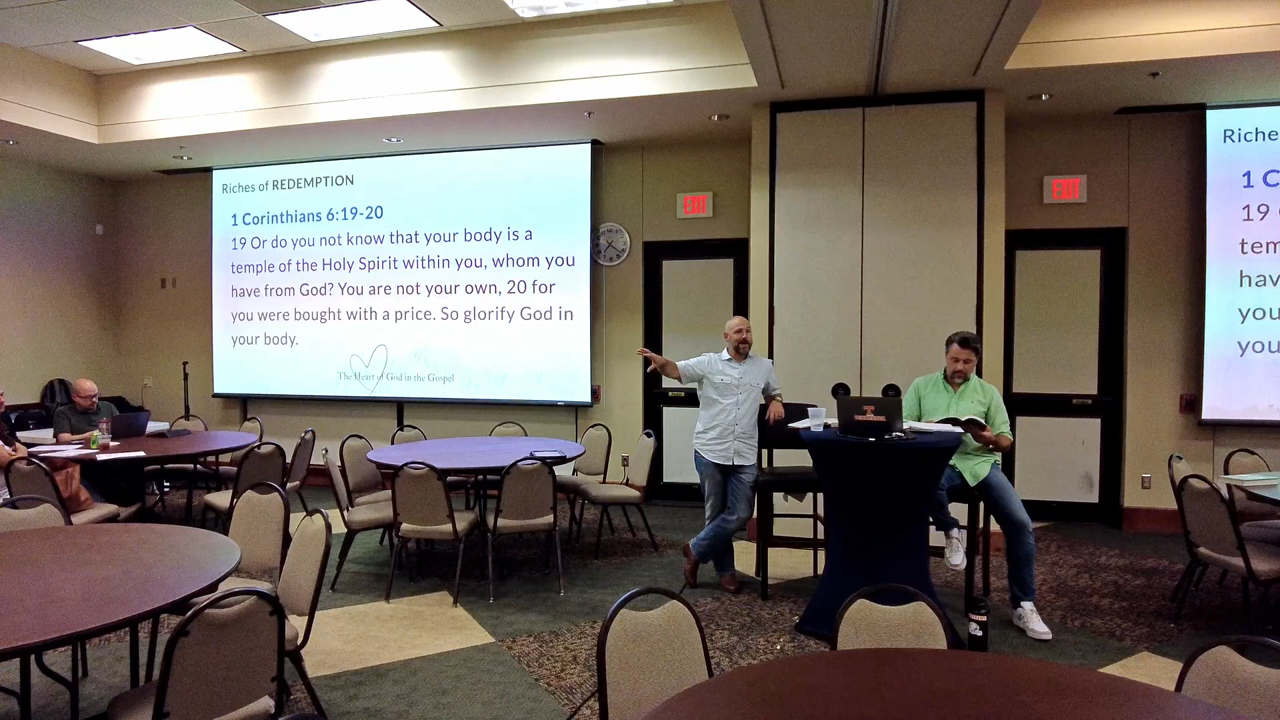 Riches of REDEMPTION
1 Corinthians 6:19-20
19 Or do you not know that your body is a
temple of the Holy Spirit within you, whom you
have from God? You are not your own, 20 for
you were bought with a price. So glorify God in
your body.
The Heart of God in the Gospel
EXIT
EXIT
Riche
1 C
19
tem
hav
you
you